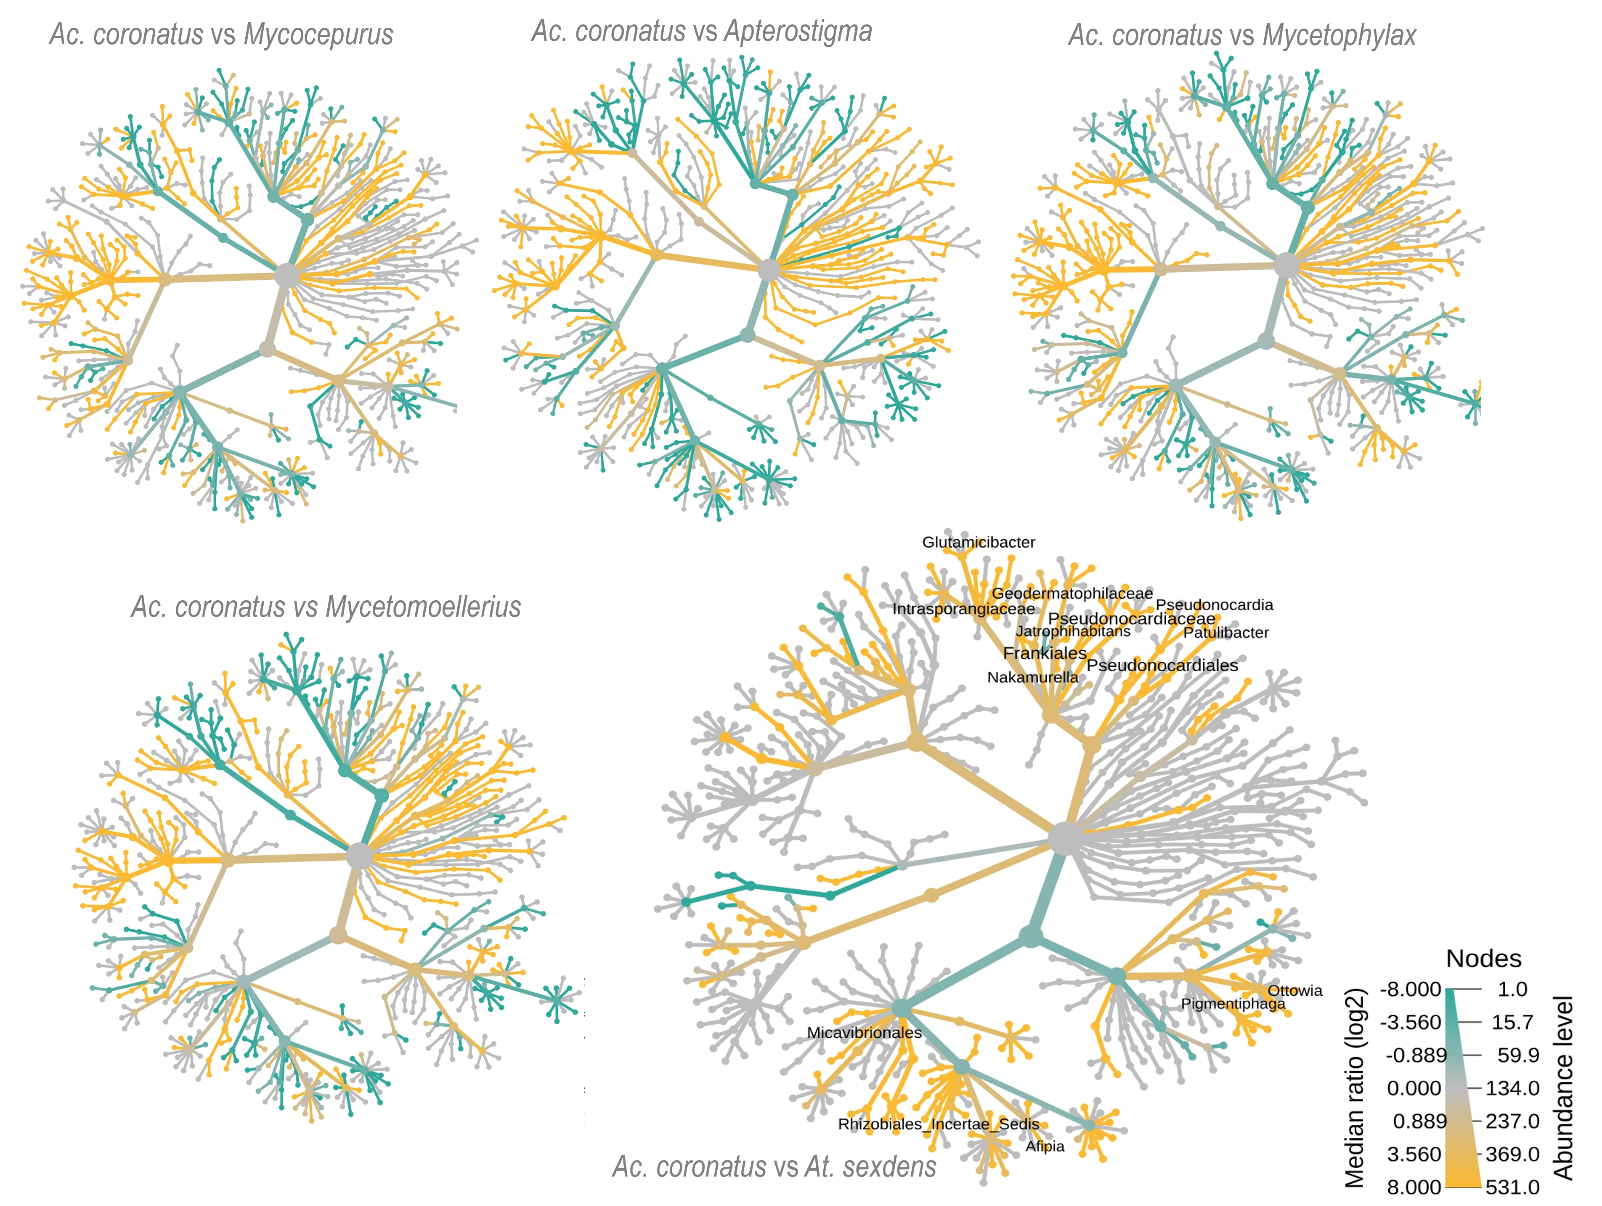 Ac. coronatus vs Mycocepurus
Ac. coronatus vs Apterostigma
Ac. coronatus vs Mycetophylax
Ac. coronatus vs Mycetomoellerius
Glutamicibacter
Geodermatophilaceae
Intrasporangiaceae
Pseudonocardia
Pseudonocardiaceae
Jatrophihabitans
Patulibacter
Frankiales
Pseudonocardiales
Nakamurella
Ottowia
Pigmentiphaga
Micavibrionales
Rhizobiales_Incertae_Sedis
Afipia
Ac. coronatus vs At. sexdens
Nodes
Median ratio (log2)
Abundance level
-8.000 1.0
-3.560 15.7
-0.889 59.9
0.000 134.0
0.889 237.0
3.560 369.0
8.000 531.0